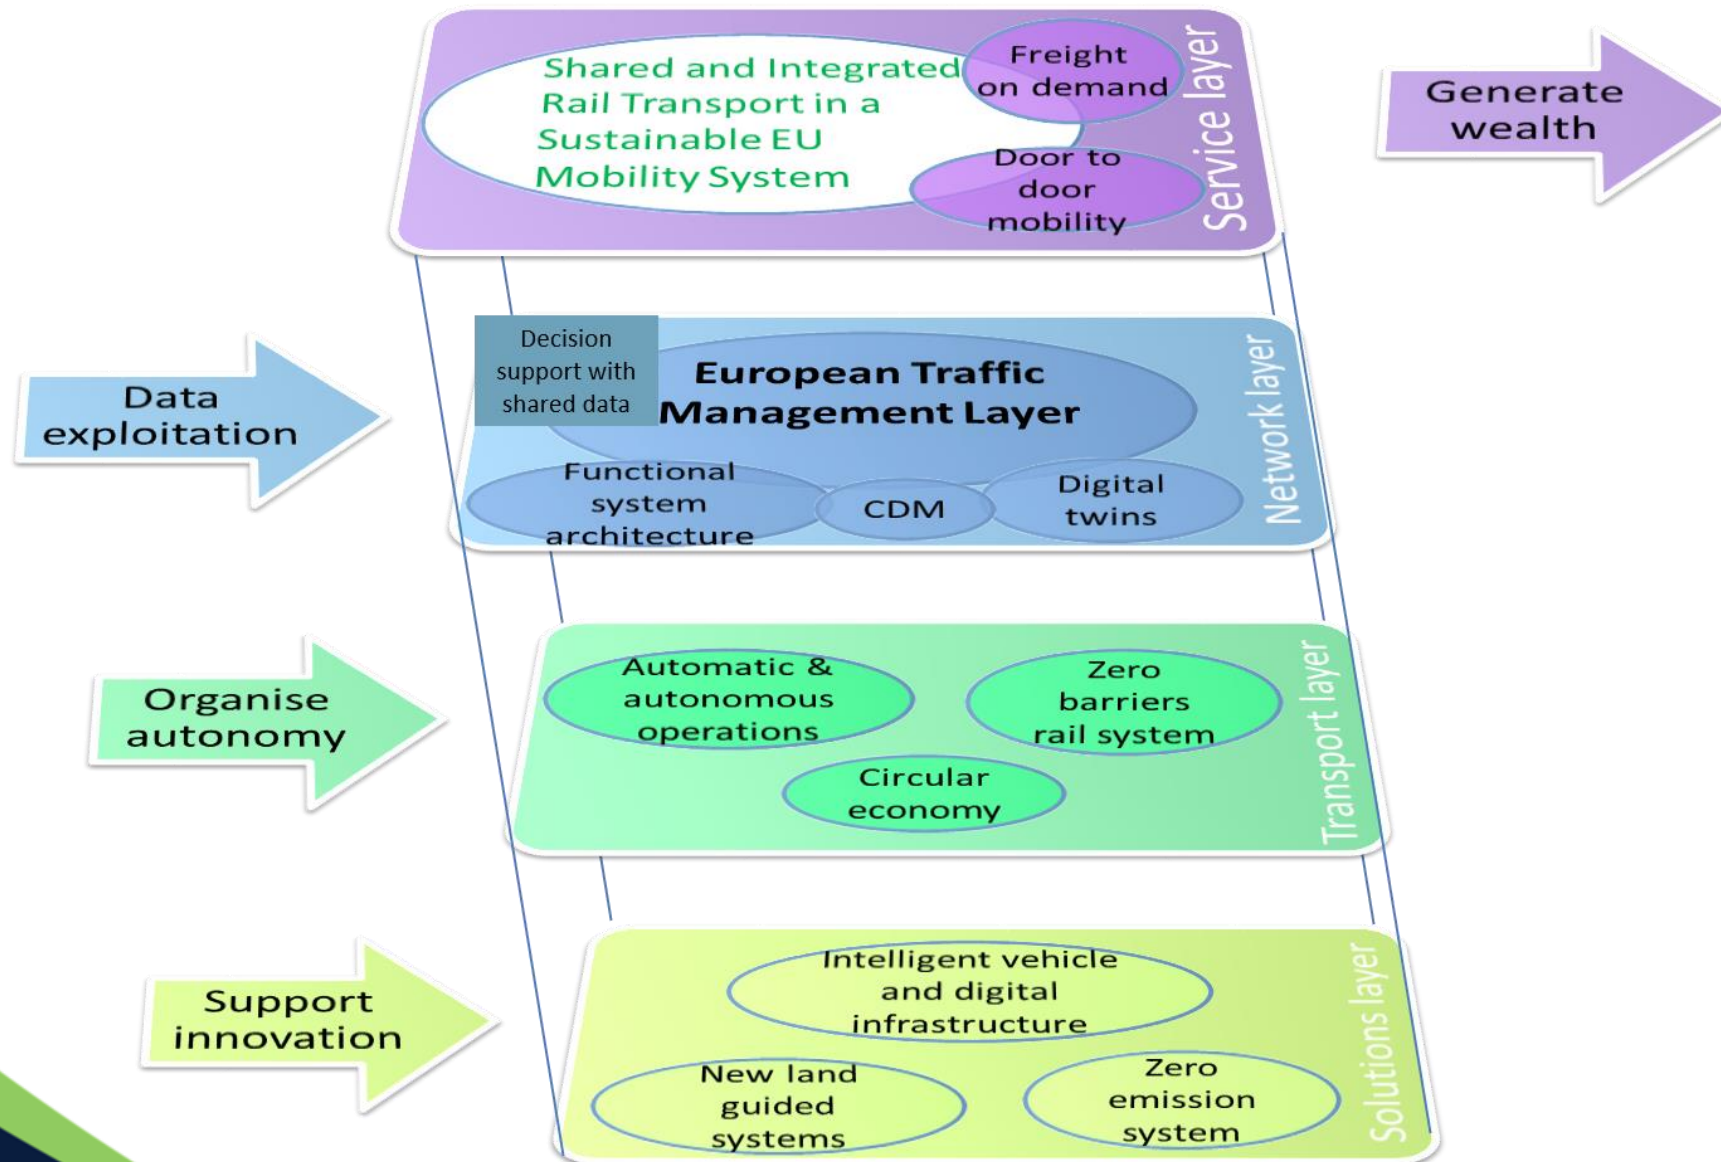 Shared and Integrated
Rail Transport in a
Sustainable EU
Mobility System
Freight
on demand
Door to
door
mobility
Service layer
Generate
wealth
Data
exploitation
Decision
support with
shared data
European Traffic
Management Layer
Functional
system
architecture
CDM
Digital
twins
Network layer
Organise
autonomy
Automatic &
autonomous
operations
Zero
barriers
rail system
Circular
economy
Transport layer
Support
innovation
Intelligent vehicle
and digital
infrastructure
New land
guided
systems
Zero
emission
system
Solutions layer